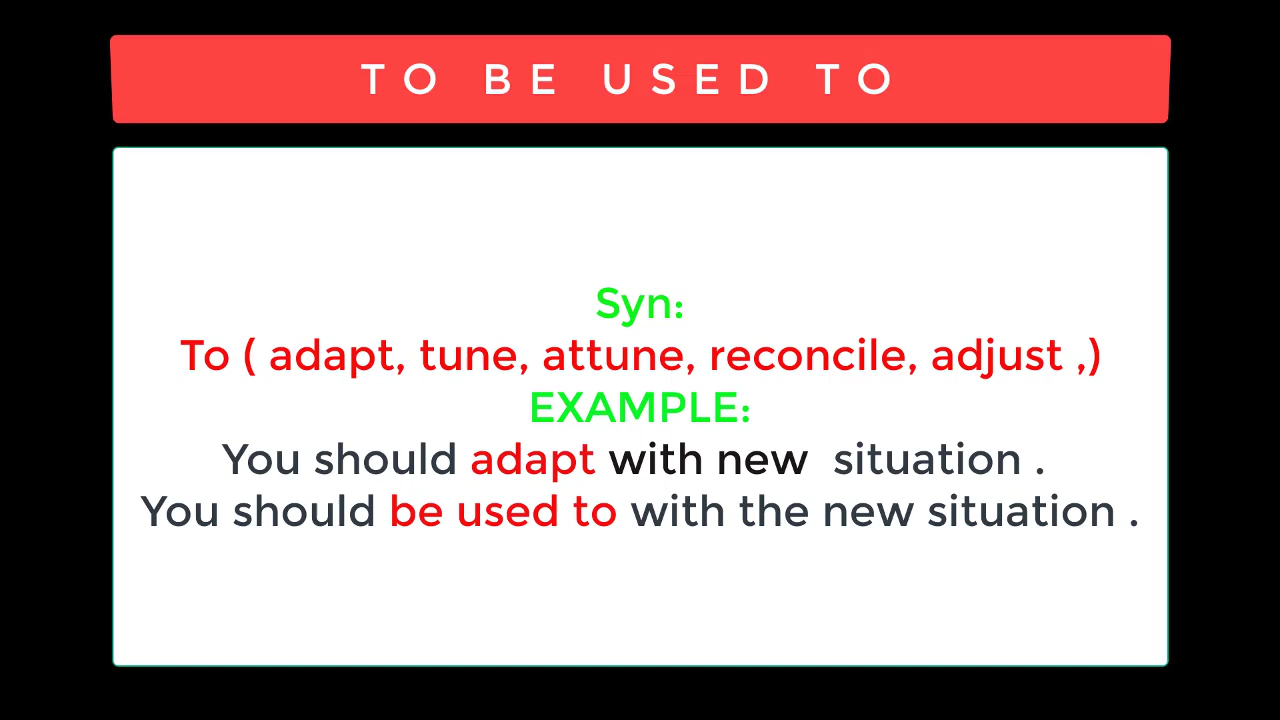 TO BE USED TO
Syn:
To ( adapt, tune, attune, reconcile, adjust ,)
EXAMPLE:
You should adapt with new  situation .
You should be used to with the new situation .